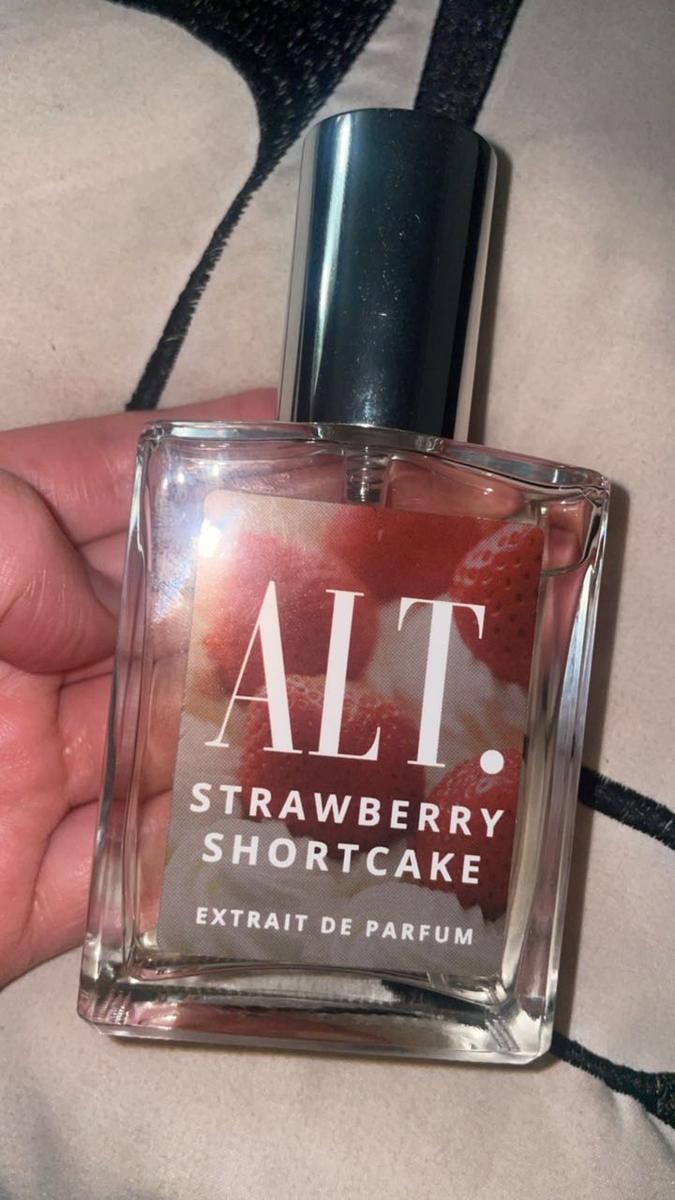 ALT.
STRAWBERRY
SHORTCAKE
EXTRAIT DE PARFUM